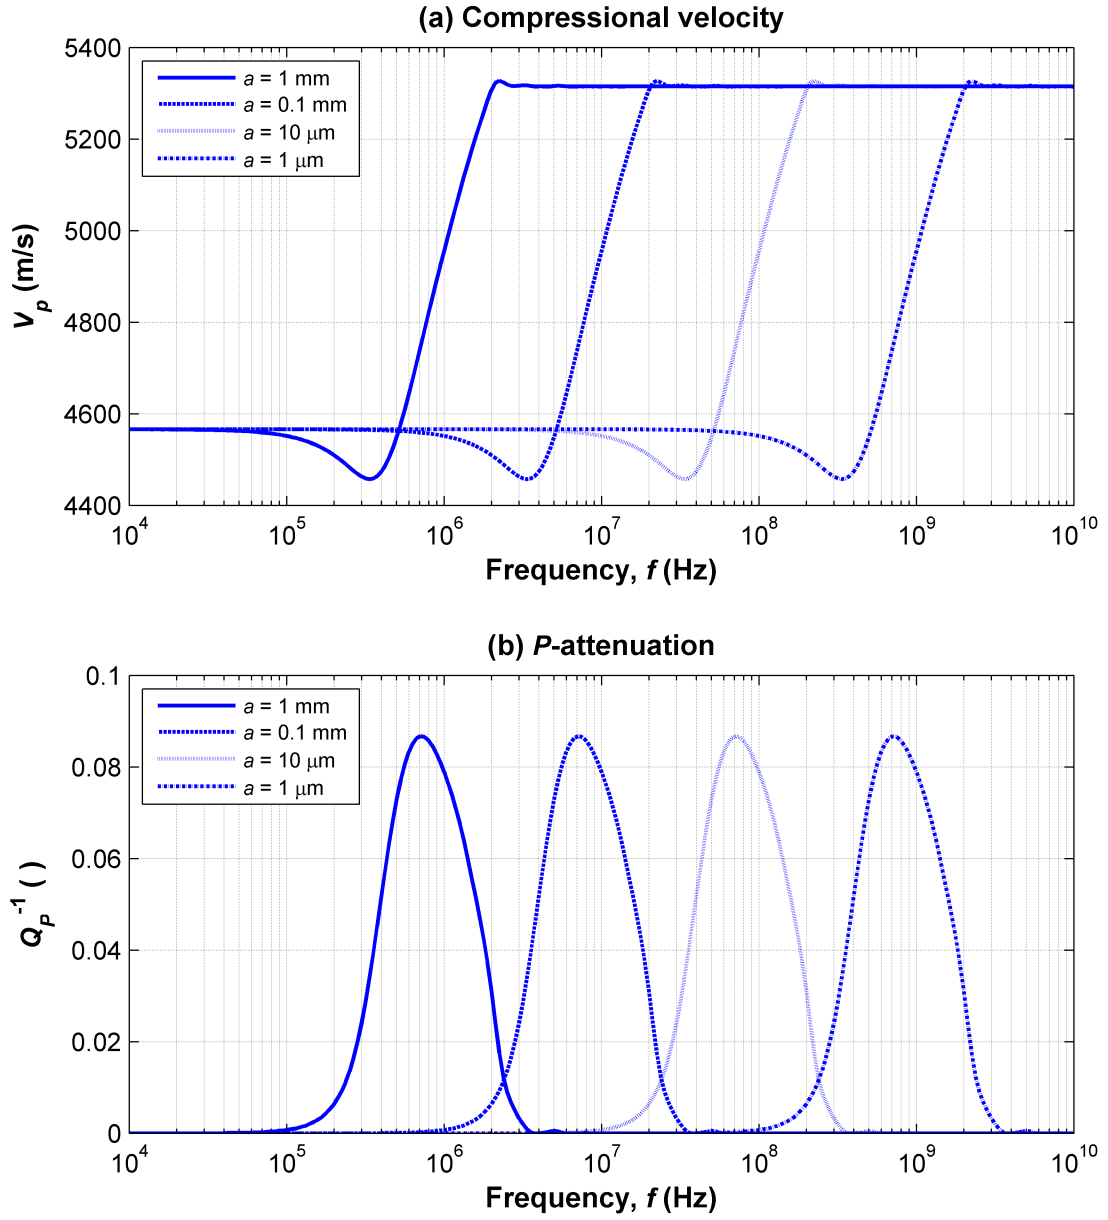 (a) Compressional velocity
5400
5200
5000
4800
4600
4400
V_p (m/s)
a = 1 mm
a = 0.1 mm
a = 10 μm
a = 1 μm
10^4 10^5 10^6 10^7 10^8 10^9 10^10
Frequency, f (Hz)
(b) P-attenuation
0.1
0.08
0.06
0.04
0.02
0
Q_P^-1 ( )
a = 1 mm
a = 0.1 mm
a = 10 μm
a = 1 μm
10^4 10^5 10^6 10^7 10^8 10^9 10^10
Frequency, f (Hz)